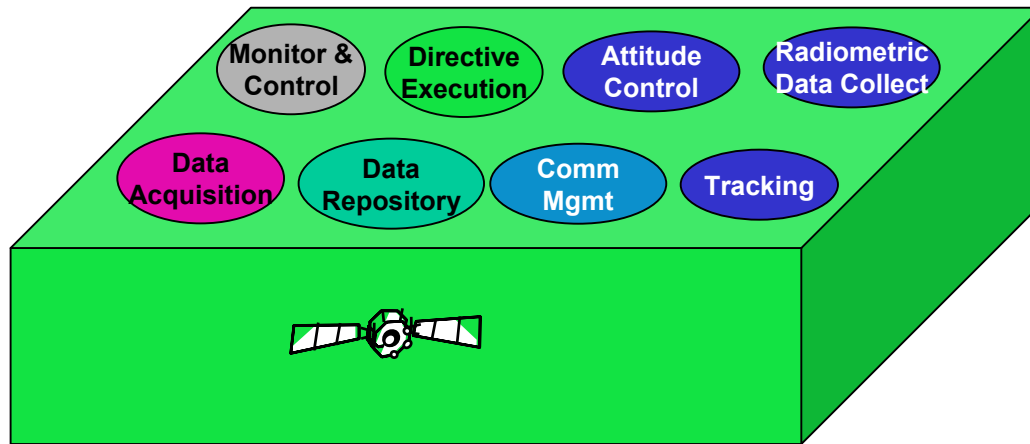 Monitor &
Control
Directive
Execution
Attitude
Control
Radiometric
Data Collect
Data
Acquisition
Data
Repository
Comm
Mgmt
Tracking